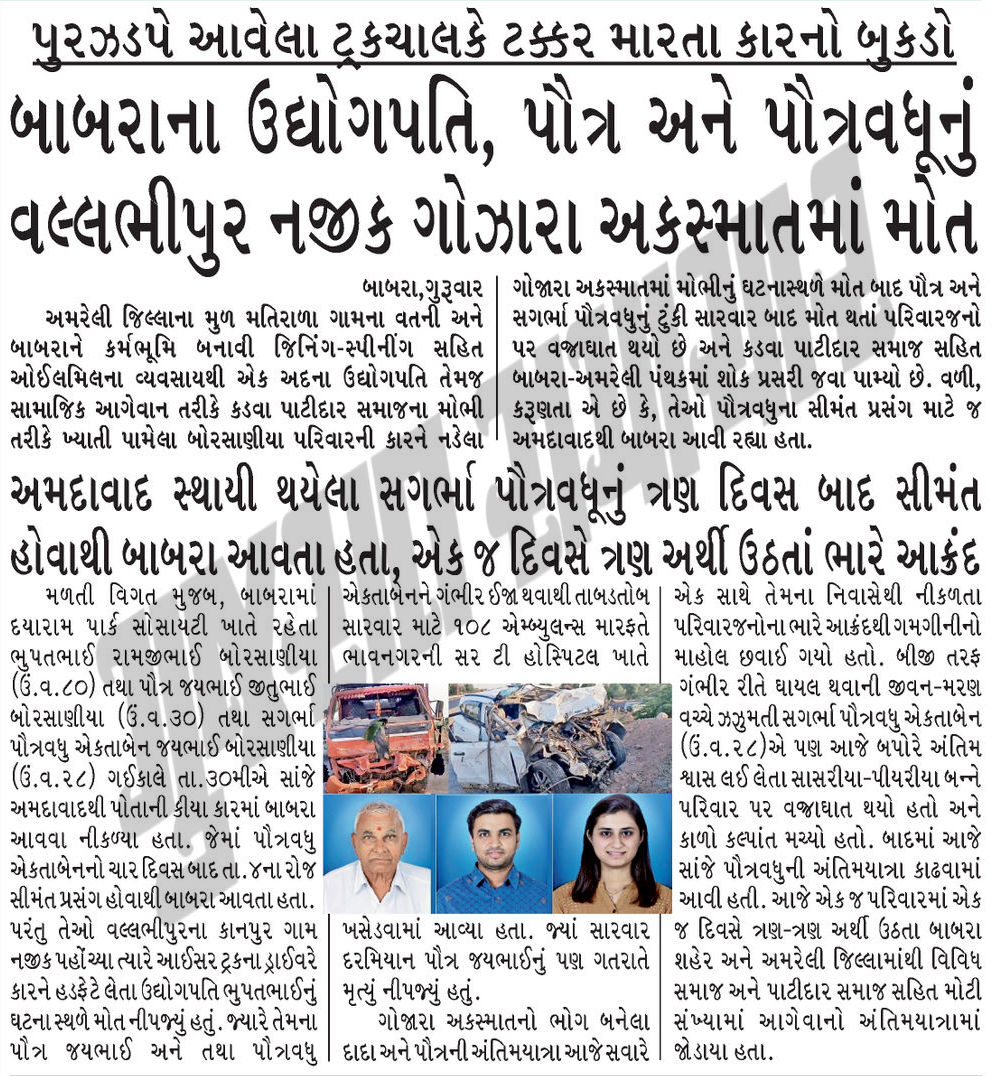 પુરઝડપે આવેલા ટ્રકચાલકે ટક્કર મારતા કારનો બુકડો
બાબરાના ઉદ્યોગપતિ, પૌત્ર અને પૌત્રવધૂનું
વલ્લભીપુર નજીક ગોઝારા અકસ્માતમાં મોત
બાબરા,ગુરૂવાર
અમરેલી જિલ્લાના મુળ મતિરાળા ગામના વતની અને
બાબરાને કર્મભૂમિ બનાવી જિનિંગ-સ્પીનીંગ સહિત
ઓઈલમિલના વ્યવસાયથી એક અદના ઉદ્યોગપતિ તેમજ
સામાજિક આગેવાન તરીકે કડવા પાટીદાર સમાજના મોભી
તરીકે ખ્યાતી પામેલા બોરસાણીયા પરિવારની કારને નડેલા
ગોજારા અકસ્માતમાં મોભીનું ઘટનાસ્થળે મોત બાદ પૌત્ર અને
સગર્ભા પૌત્રવધુનું ટુંકી સારવાર બાદ મોત થતાં પરિવારજનો
પર વજાઘાત થયો છે અને કડવા પાટીદાર સમાજ સહિત
બાબરા-અમરેલી પંથકમાં શોક પ્રસરી જવા પામ્યો છે. વળી,
કરૂણતા એ છે કે, તેઓ પૌત્રવધુના સીમંત પ્રસંગ માટે જ
અમદાવાદથી બાબરા આવી રહ્યા હતા.
અમદાવાદ સ્થાયી થયેલા સગર્ભા પૌત્રવધૂનું ત્રણ દિવસ બાદ સીમંત
હોવાથી બાબરા આવતા હતા, એક જ દિવસે ત્રણ અર્થી ઉઠતાં ભારે આક્રંદ
મળતી વિગત મુજબ, બાબરામાં
દયારામ પાર્ક સોસાયટી ખાતે રહેતા
ભુપતભાઈ રામજીભાઈ બોરસાણીયા
(ઉં.વ.૮૦) તથા પૌત્ર જયભાઈ જીતુભાઈ
બોરસાણીયા (ઉં.વ.૩૦) તથા સગર્ભા
પૌત્રવધુ એકતાબેન જયભાઈ બોરસાણીયા
(ઉં.વ.૨૮) ગઈકાલે તા.૩૦મીએ સાંજે
અમદાવાદથી પોતાની કીયા કારમાં બાબરા
આવવા નીકળ્યા હતા. જેમાં પૌત્રવધુ
એકતાબેનનો ચાર દિવસ બાદ તા. ૪ના રોજ
સીમંત પ્રસંગ હોવાથી બાબરા આવતા હતા.
પરંતુ તેઓ વલ્લભીપુરના કાનપુર ગામ
નજીક પહોંચ્યા ત્યારે આઈસર ટ્રકના ડ્રાઈવરે
કારને હડફેટે લેતા ઉદ્યોગપતિ ભુપતભાઈનું
ઘટના સ્થળે મોત નીપજ્યું હતું. જ્યારે તેમના
પૌત્ર જયભાઈ અને તથા પૌત્રવધુ
એકતાબેનને ગંભીર ઈજા થવાથી તાબડતોબ
સારવાર માટે ૧૦૮ એમ્બ્યુલન્સ મારફતે
ભાવનગરની સર ટી હોસ્પિટલ ખાતે
ખસેડવામાં આવ્યા હતા. જ્યાં સારવાર
દરમિયાન પૌત્ર જયભાઈનું પણ ગતરાતે
મૃત્યું નીપજ્યું હતું.
ગોજારા અકસ્માતનો ભોગ બનેલા
દાદા અને પૌત્રની અંતિમયાત્રા આજે સવારે
એક સાથે તેમના નિવાસેથી નીકળતા
પરિવારજનોના ભારે આક્રંદથી ગમગીનીનો
માહોલ છવાઈ ગયો હતો. બીજી તરફ
ગંભીર રીતે ઘાયલ થવાની જીવન-મરણ
વચ્ચે ઝઝુમતી સગર્ભા પૌત્રવધુ એકતાબેન
(ઉં.વ.૨૮)એ પણ આજે બપોરે અંતિમ
શ્વાસ લઈ લેતા સાસરીયા-પીયરીયા બન્ને
પરિવાર પર વજ્રાઘાત થયો હતો અને
કાળો કલ્પાંત મચ્યો હતો. બાદમાં આજે
સાંજે પૌત્રવધુની અંતિમયાત્રા કાઢવામાં
આવી હતી. આજે એક જ પરિવારમાં એક
જ દિવસે ત્રણ-ત્રણ અર્થી ઉઠતા બાબરા
શહેર અને અમરેલી જિલ્લામાંથી વિવિધ
સમાજ અને પાટીદાર સમાજ સહિત મોટી
સંખ્યામાં આગેવાનો અંતિમયાત્રામાં
જોડાયા હતા.